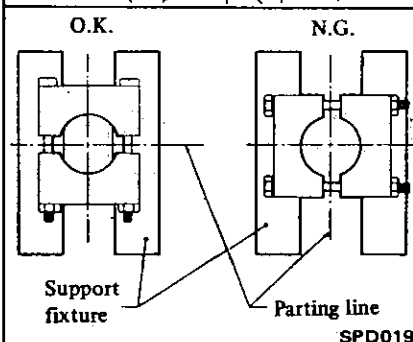 O.K. N.G.
Support
fixture
Parting line
SPD019